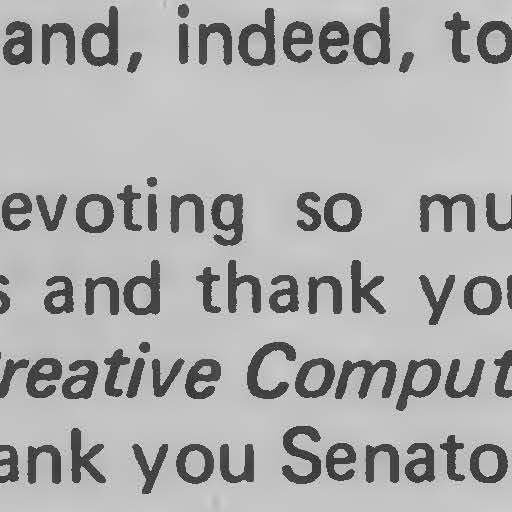 and, indeed, to
evoting so mu
s and thank you
reative Comput
ank you Senato